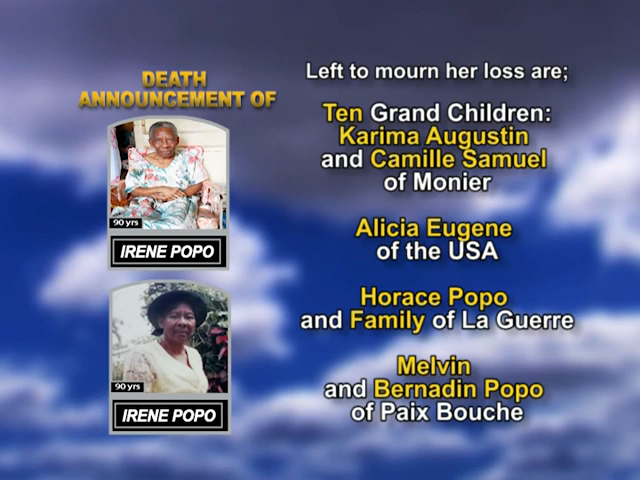 DEATH
ANNOUNCEMENT OF
90 yrs
IRENE POPO
90 yrs
IRENE POPO
Left to mourn her loss are;
Ten Grand Children:
Karima Augustin
and Camille Samuel
of Monier
Alicia Eugene
of the USA
Horace Popo
and Family of La Guerre
Melvin
and Bernadin Popo
of Paix Bouche